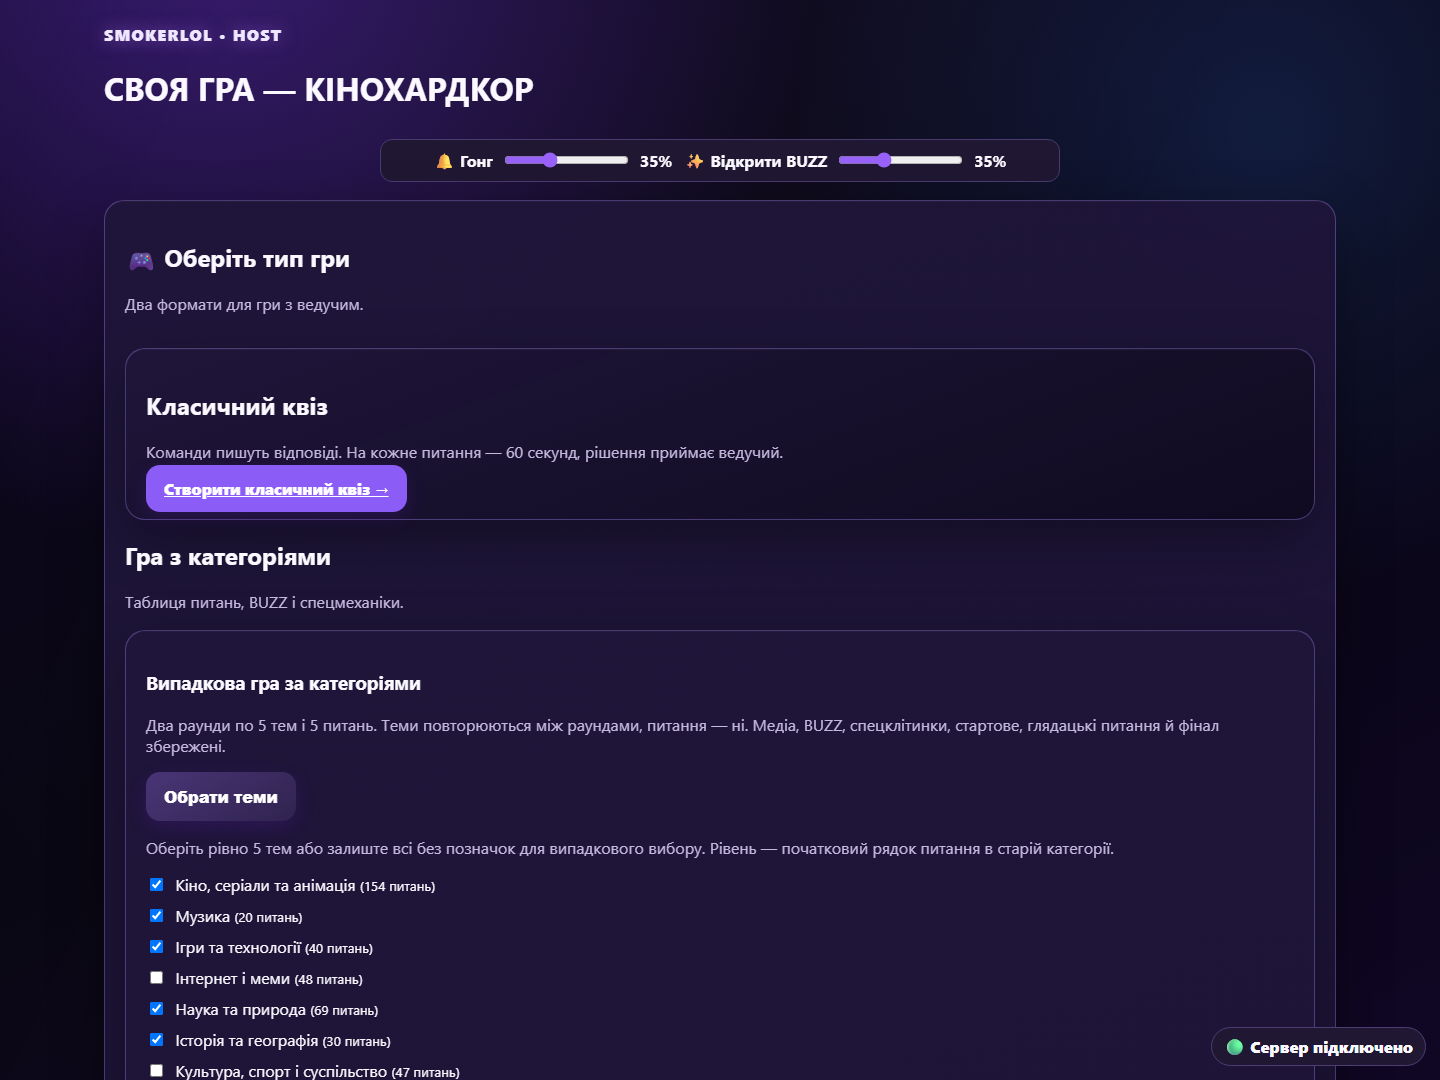 SMOKERLOL • HOST
СВОЯ ГРА — КІНОХАРДКОР
Гонг 35% Відкрити BUZZ 35%
Оберіть тип гри
Два формати для гри з ведучим.
Класичний квіз
Команди пишуть відповіді. На кожне питання — 60 секунд, рішення приймає ведучий.
Створити класичний квіз →
Гра з категоріями
Таблиця питань, BUZZ і спецмеханіки.
Випадкова гра за категоріями
Два раунди по 5 тем і 5 питань. Теми повторюються між раундами, питання — ні. Медіа, BUZZ, спецклітинки, стартове, глядацькі питання й фінал
збережені.
Обрати теми
Оберіть рівно 5 тем або залиште всі без позначок для випадкового вибору. Рівень — початковий рядок питання в старій категорії.
Кіно, серіали та анімація (154 питань)
Музика (20 питань)
Ігри та технології (40 питань)
Інтернет і меми (48 питань)
Наука та природа (69 питань)
Історія та географія (30 питань)
Культура, спорт і суспільство (47 питань)
Сервер підключено